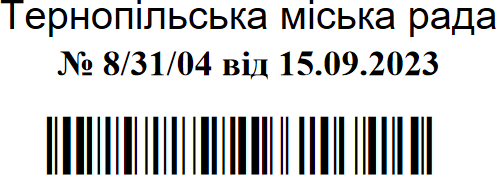 Тернопільська міська рада
№ 8/31/04 від 15.09.2023